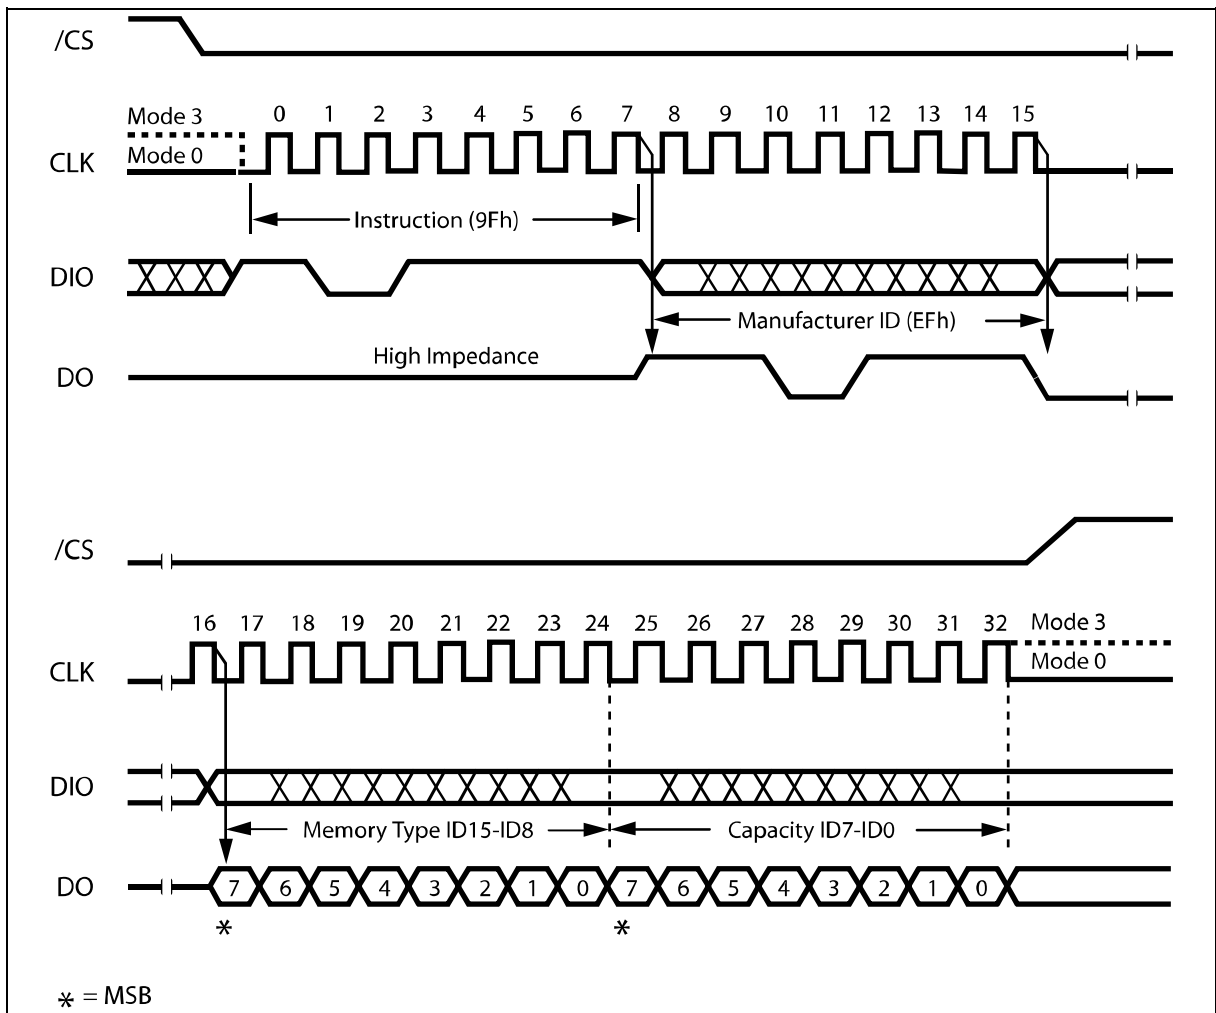 /CS
Mode 3
0 1 2 3 4 5 6 7 8 9 10 11 12 13 14 15
CLK
Mode 0
Instruction (9Fh)
DIO
Manufacturer ID (EFh)
High Impedance
DO
/CS
16 17 18 19 20 21 22 23 24 25 26 27 28 29 30 31 32
Mode 3
CLK
Mode 0
DIO
Memory Type ID15-ID8
Capacity ID7-ID0
DO
7 6 5 4 3 2 1 0 7 6 5 4 3 2 1 0
* *
* = MSB